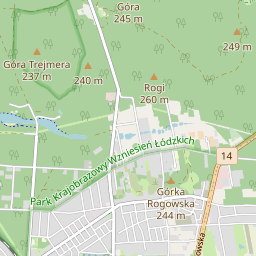 Góra
245 m
249 m
Góra Trejmera
237 m
240 m
Rogi
260 m
Park Krajobrazowy Wzniesień Łódzkich
14
Górka
Rogowska
244 m
owska